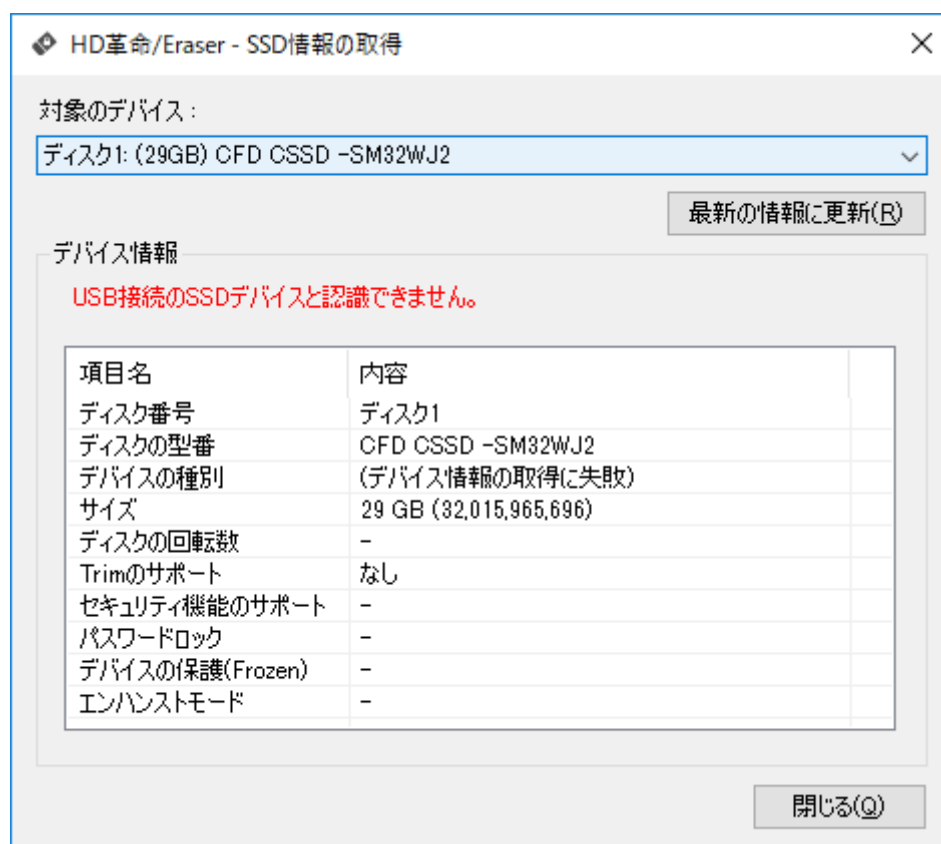 HD革命/Eraser - SSD情報の取得
対象のデバイス :
ディスク1: (29GB) CFD CSSD -SM32WJ2
最新の情報に更新(R)
デバイス情報
USB接続のSSDデバイスと認識できません。
項目名 内容
ディスク番号 ディスク1
ディスクの型番 CFD CSSD -SM32WJ2
デバイスの種別 (デバイス情報の取得に失敗)
サイズ 29 GB (32,015,965,696)
ディスクの回転数 -
Trimのサポート なし
セキュリティ機能のサポート -
パスワードロック -
デバイスの保護(Frozen) -
エンハンストモード -
閉じる(Q)